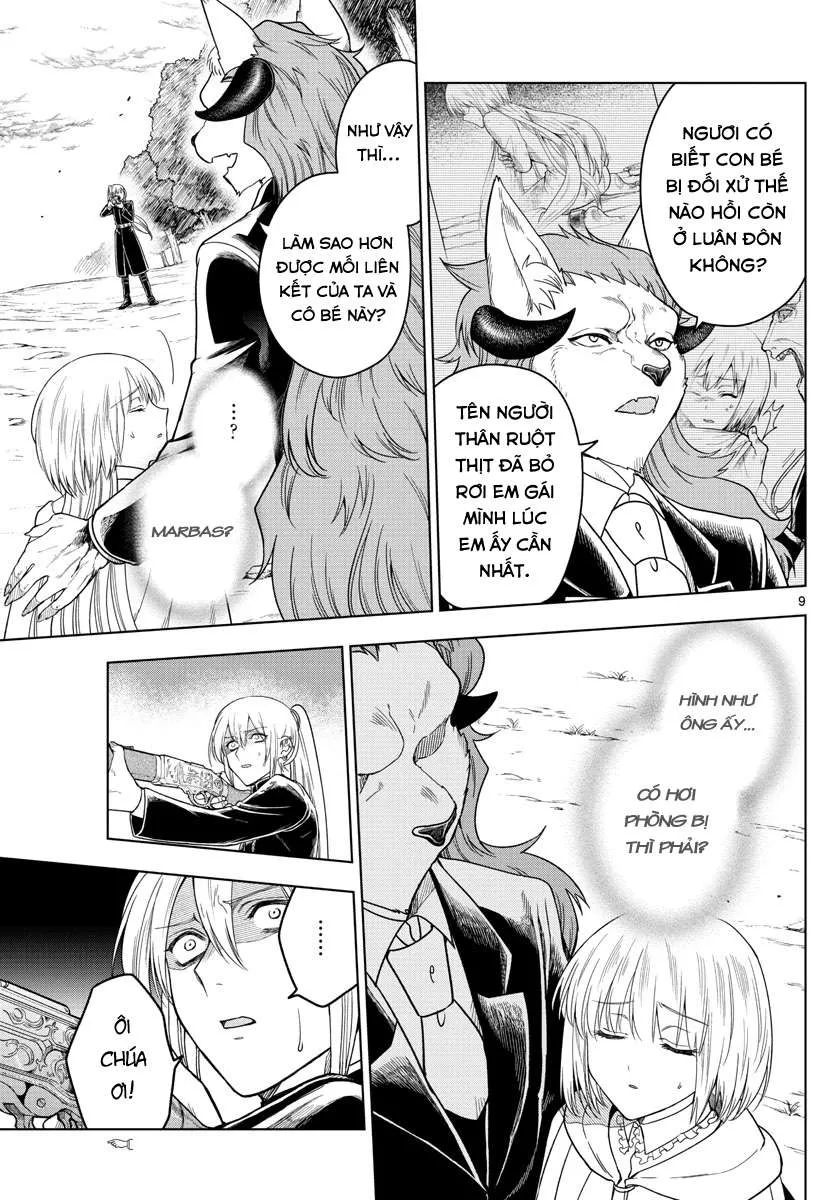 NGƯƠI CÓ
BIẾT CON BÉ
BỊ ĐỐI XỬ THẾ
NÀO HỒI CÒN
Ở LUÂN ĐÔN
KHÔNG?
TÊN NGƯỜI
THÂN RUỘT
THỊT ĐÃ BỎ
RƠI EM GÁI
MÌNH LÚC
EM ẤY CẦN
NHẤT.
NHƯ VẬY
THÌ...
LÀM SAO HƠN
ĐƯỢC MỐI LIÊN
KẾT CỦA TA VÀ
CÔ BÉ NÀY?
...?
MARBAS?
9
HÌNH NHƯ
ÔNG ẤY...
CÓ HƠI
PHÒNG BỊ
THÌ PHẢI?
...
ÔI
CHÚA
ƠI!